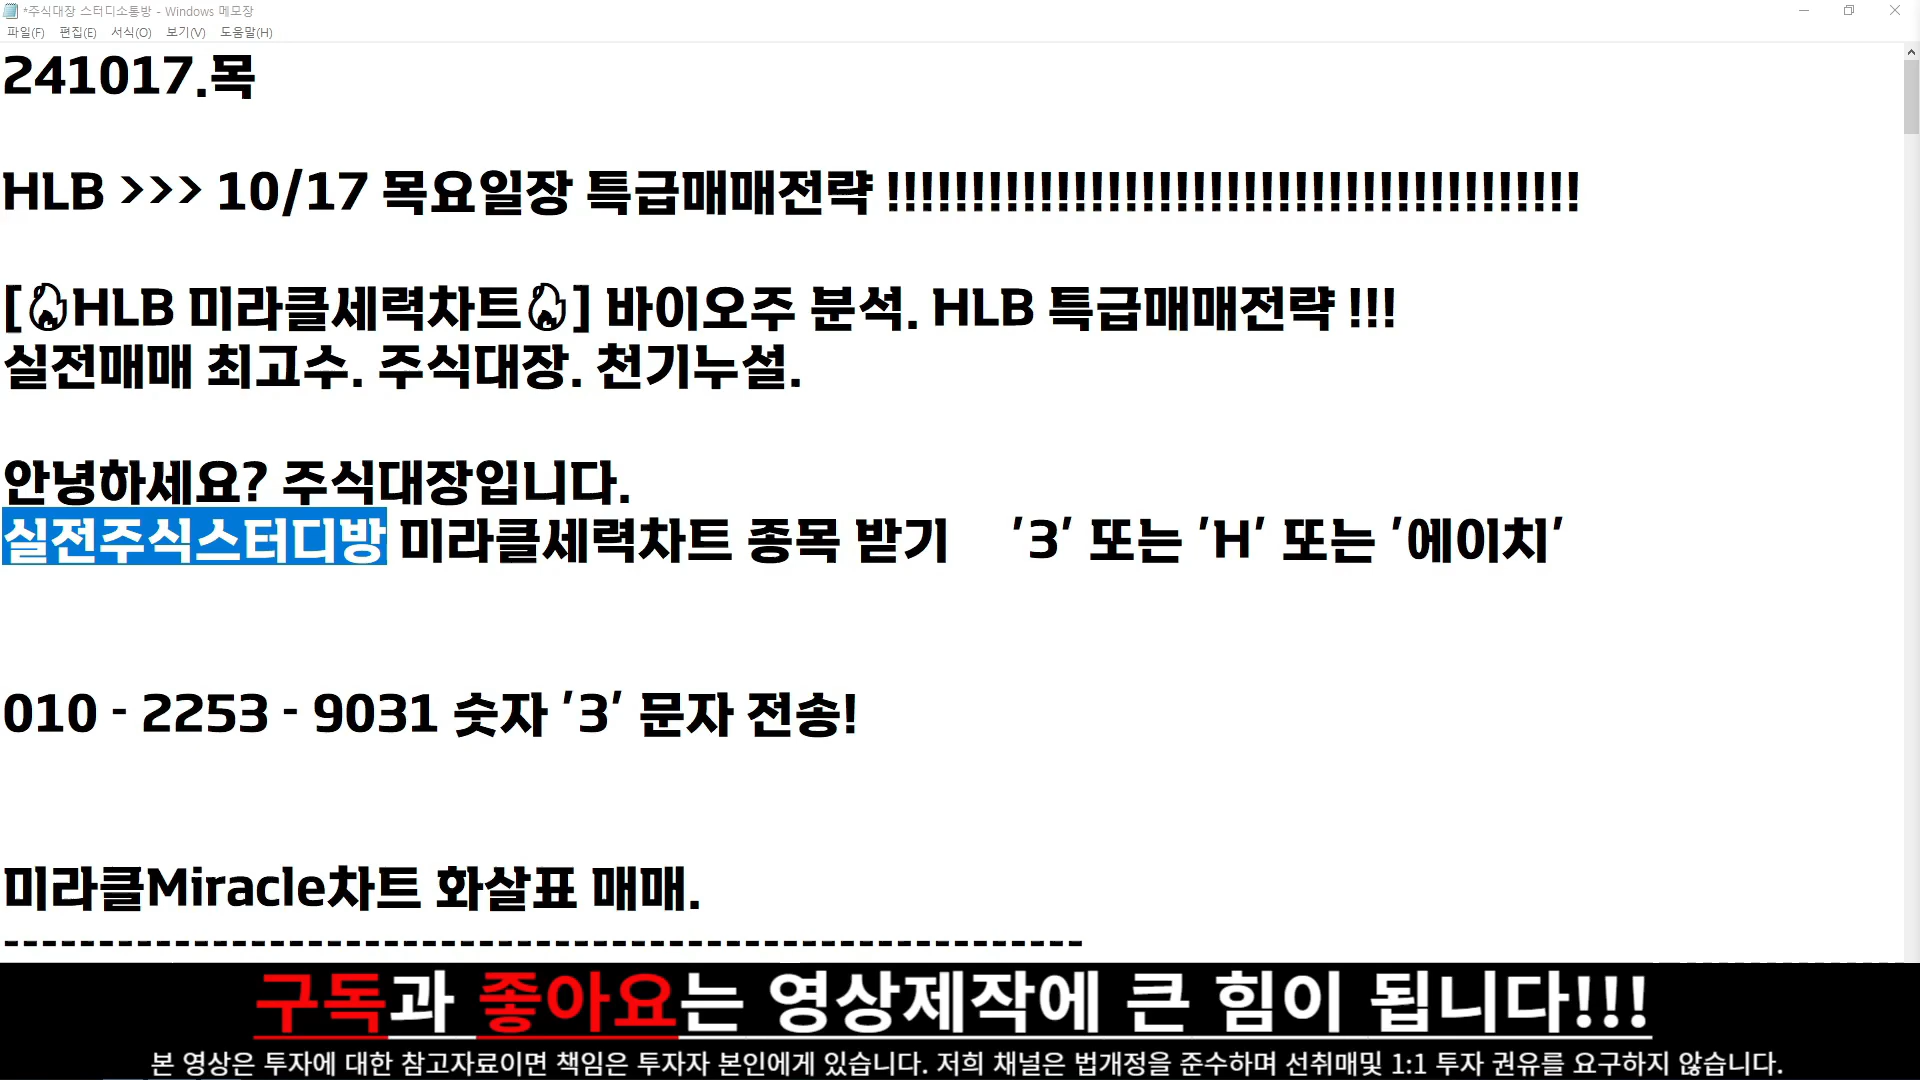 *주식대장 스터디소통방 - Windows 메모장
파일(F) 편집(E) 서식(O) 보기(V) 도움말(H)
241017.목
HLB >>> 10/17 목요일장 특급매매전략 !!!!!!!!!!!!!!!!!!!!!!!!!!!!!!!!!!!!!!!!!
[🔥HLB 미라클세력차트🔥] 바이오주 분석. HLB 특급매매전략 !!!
실전매매 최고수. 주식대장. 천기누설.
안녕하세요? 주식대장입니다.
실전주식스터디방 미라클세력차트 종목 받기 '3' 또는 'H' 또는 '에이치'
010 - 2253 - 9031 숫자 '3' 문자 전송!
미라클Miracle차트 화살표 매매.
---------------------------------------------------------
구독과 좋아요는 영상제작에 큰 힘이 됩니다!!!
본 영상은 투자에 대한 참고자료이면 책임은 투자자 본인에게 있습니다. 저희 채널은 법개정을 준수하며 선취매및 1:1 투자 권유를 요구하지 않습니다.